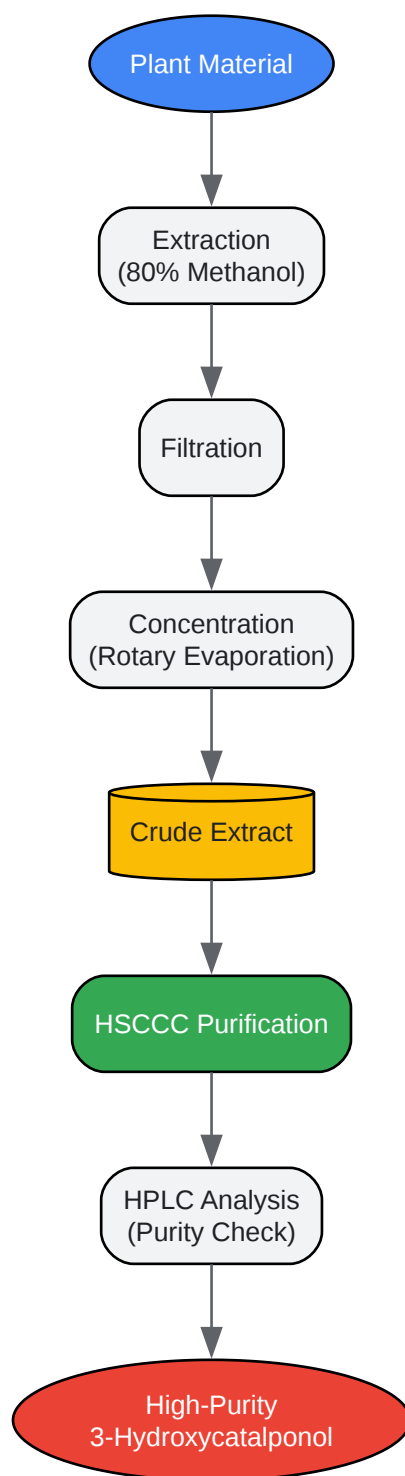 Plant Material
Extraction
(80% Methanol)
Filtration
Concentration
(Rotary Evaporation)
Crude Extract
HSCCC Purification
HPLC Analysis
(Purity Check)
High-Purity
3-Hydroxycatalponol